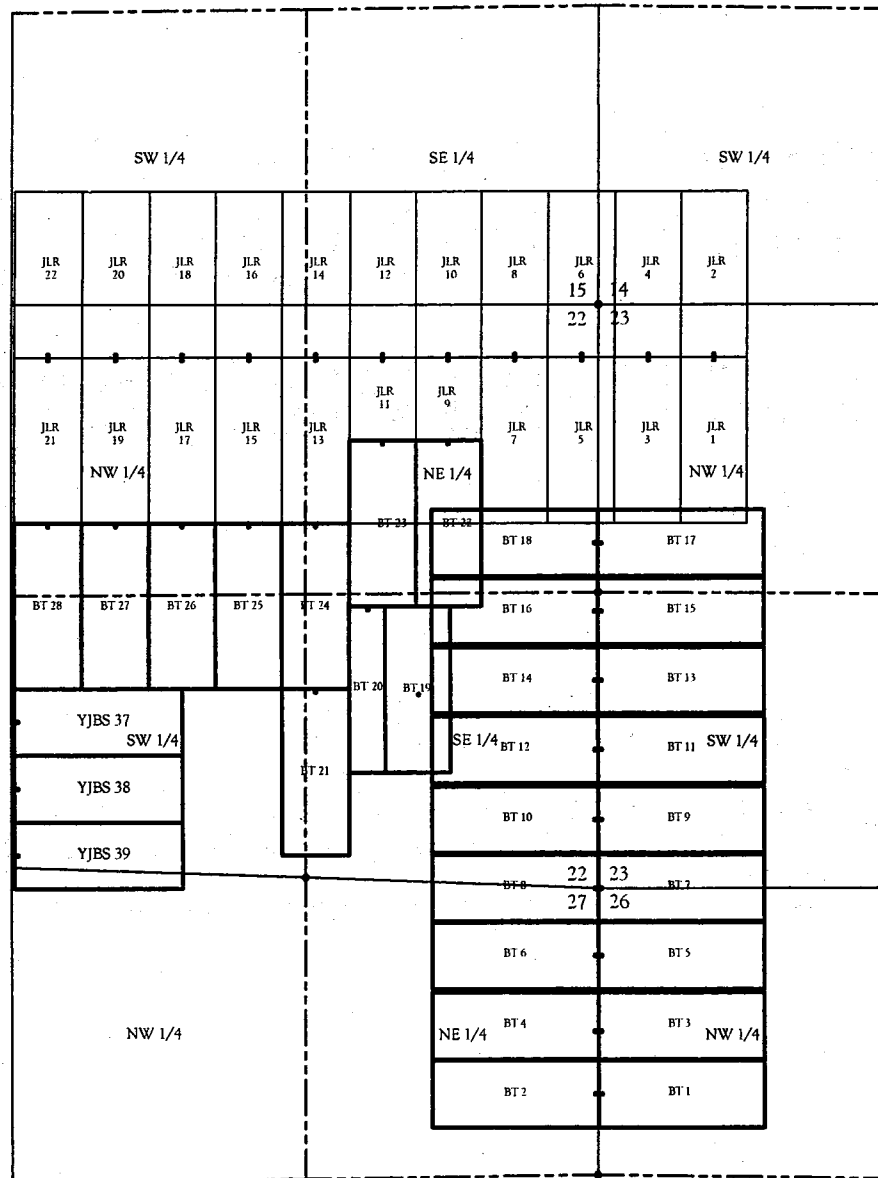 SW 1/4 SE 1/4 SW 1/4
JLR JLR JLR JLR JLR JLR JLR JLR JLR JLR JLR
22 20 18 16 14 12 10 8 6 4 2
15 14
22 23
JLR JLR
11 9
JLR JLR JLR JLR JLR JLR JLR JLR JLR
21 19 17 15 13 7 5 3 1
NW 1/4 NE 1/4 NW 1/4
BT 23 BT 22
BT 18 BT 17
BT 28 BT 27 BT 26 BT 25 BT 24 BT 16 BT 15
BT 20 BT 19 BT 14 BT 13
YJBS 37
SW 1/4 SE 1/4 BT 12 BT 11 SW 1/4
BT 21
YJBS 38
BT 10 BT 9
YJBS 39
22 23
BT 8 BT 7
27 26
BT 6 BT 5
BT 4 BT 3
NW 1/4 NE 1/4 NW 1/4
BT 2 BT 1